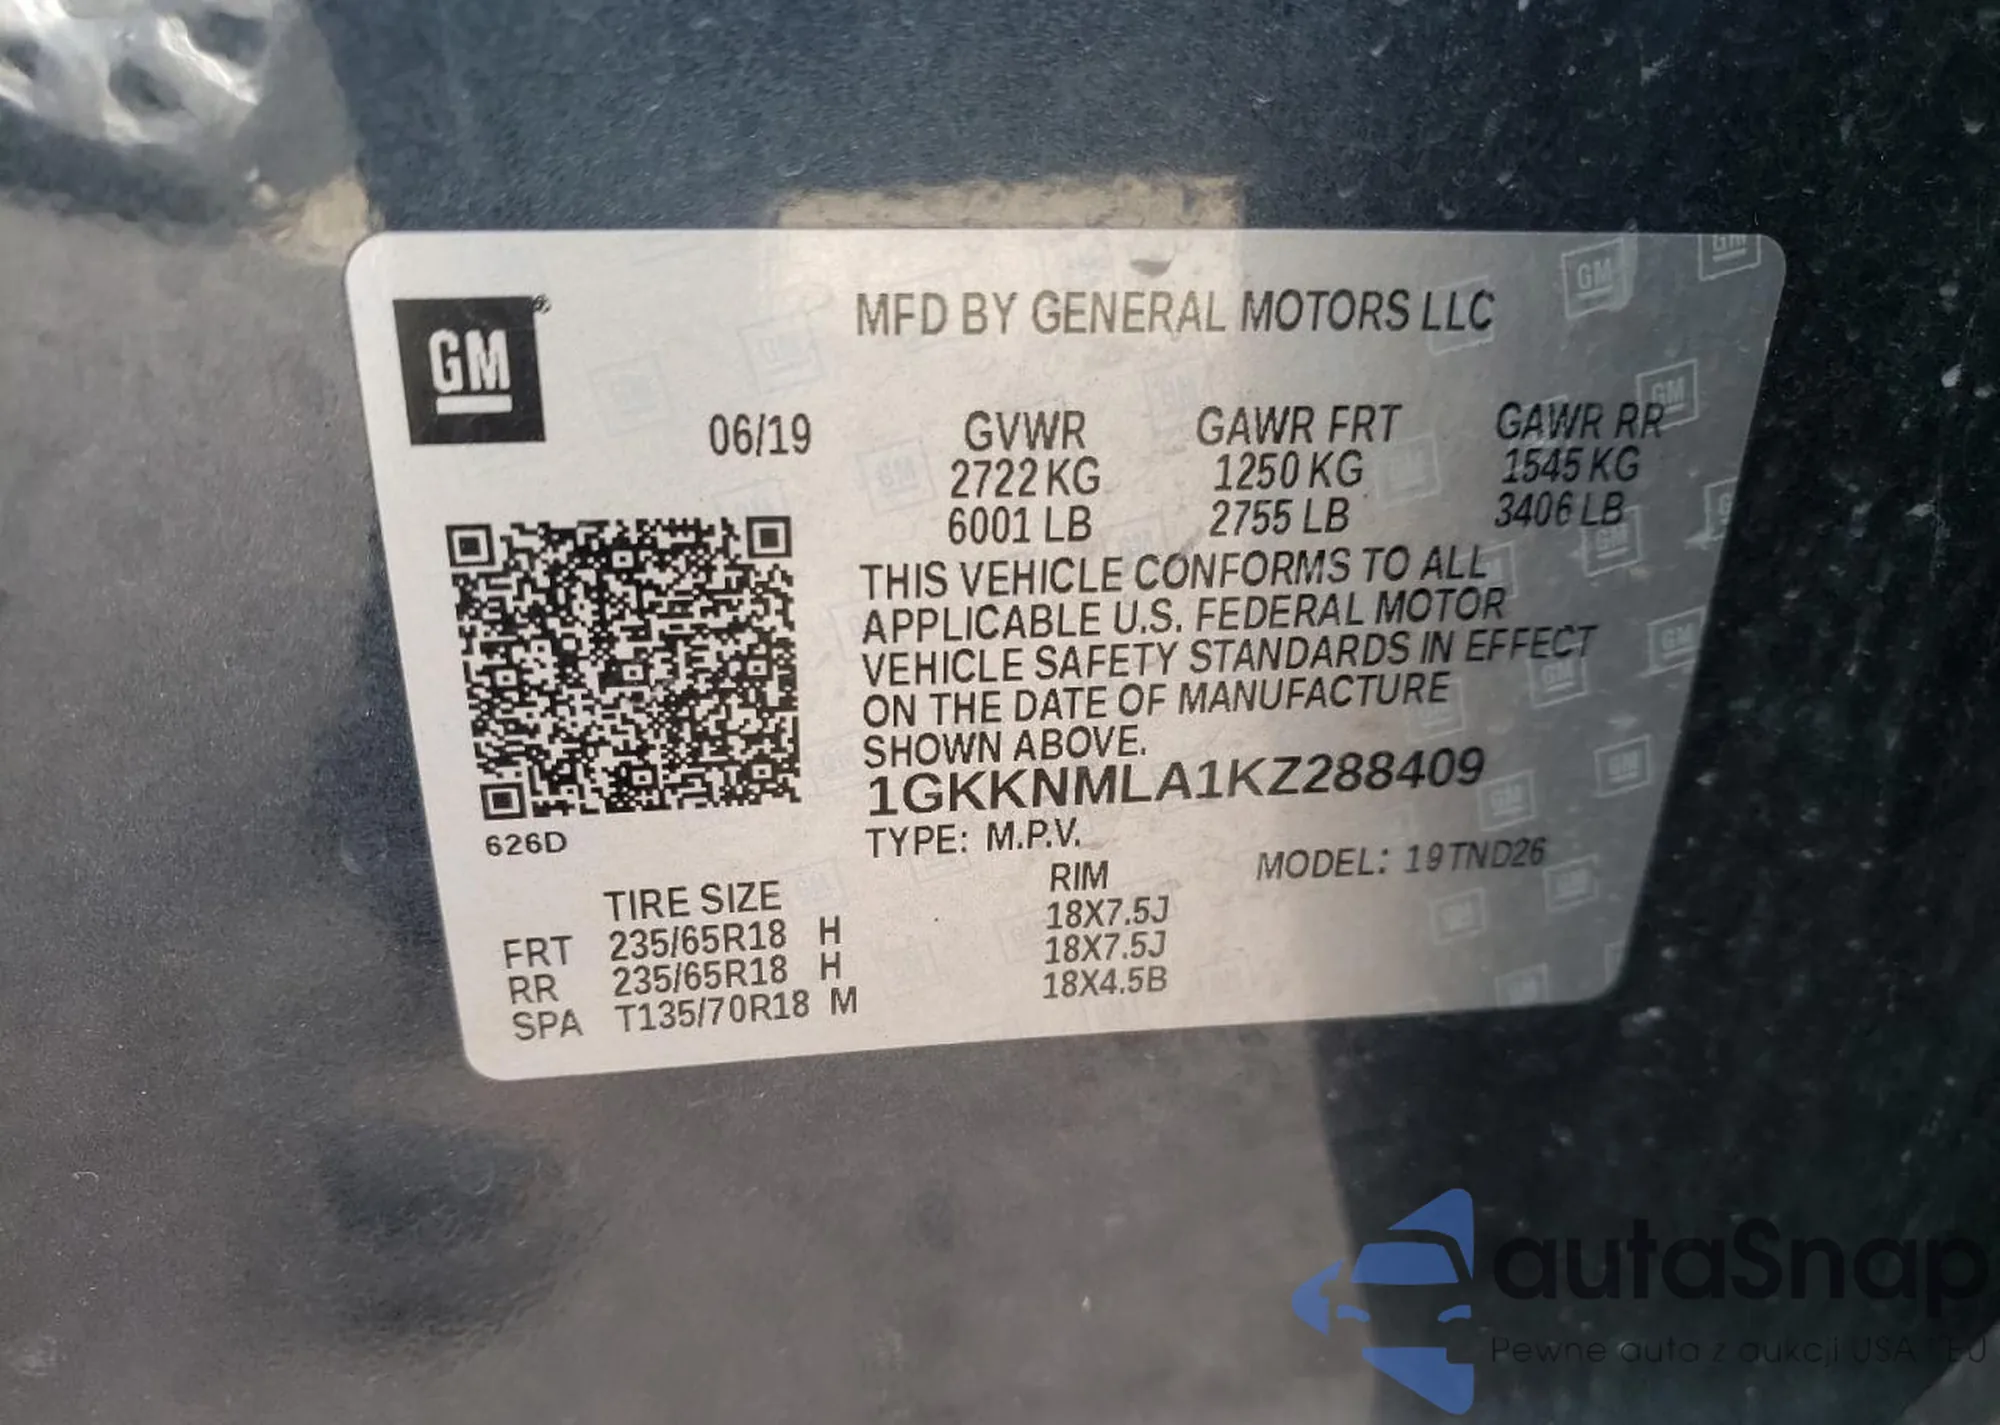 GM®
MFD BY GENERAL MOTORS LLC
06/19 GVWR GAWR FRT GAWR RR
2722 KG 1250 KG 1545 KG
6001 LB 2755 LB 3406 LB
THIS VEHICLE CONFORMS TO ALL
APPLICABLE U.S. FEDERAL MOTOR
VEHICLE SAFETY STANDARDS IN EFFECT
ON THE DATE OF MANUFACTURE
SHOWN ABOVE.
1GKKNMLA1KZ288409
626D
TYPE: M.P.V. MODEL: 19TND26
TIRE SIZE RIM
FRT 235/65R18 H 18X7.5J
RR 235/65R18 H 18X7.5J
SPA T135/70R18 M 18X4.5B
autaSnap
Pewne auta z aukcji USA i EU